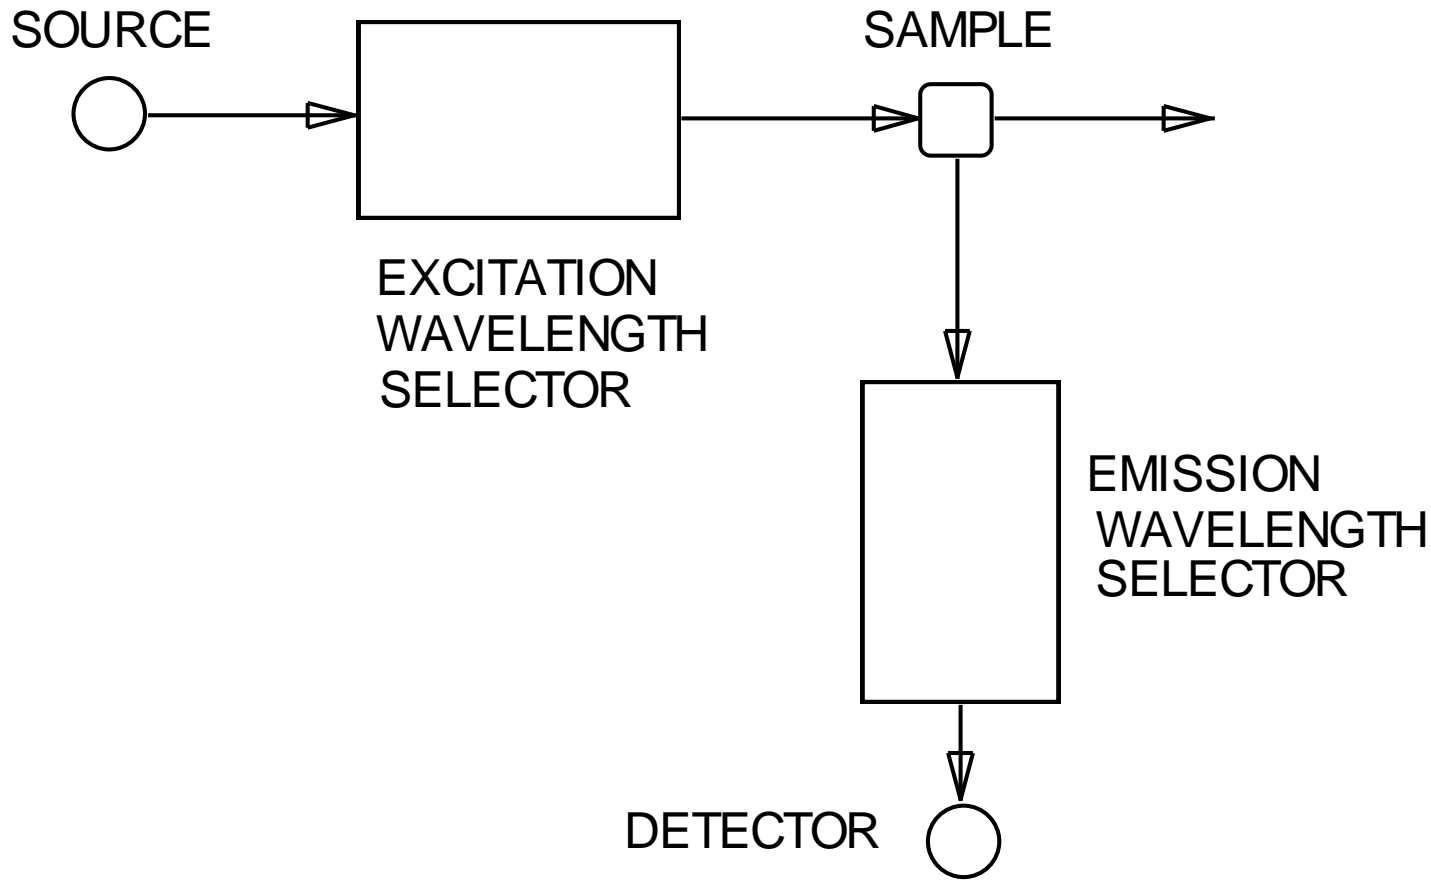 SOURCE
SAMPLE
EXCITATION
WAVELENGTH
SELECTOR
EMISSION
WAVELENGTH
SELECTOR
DETECTOR